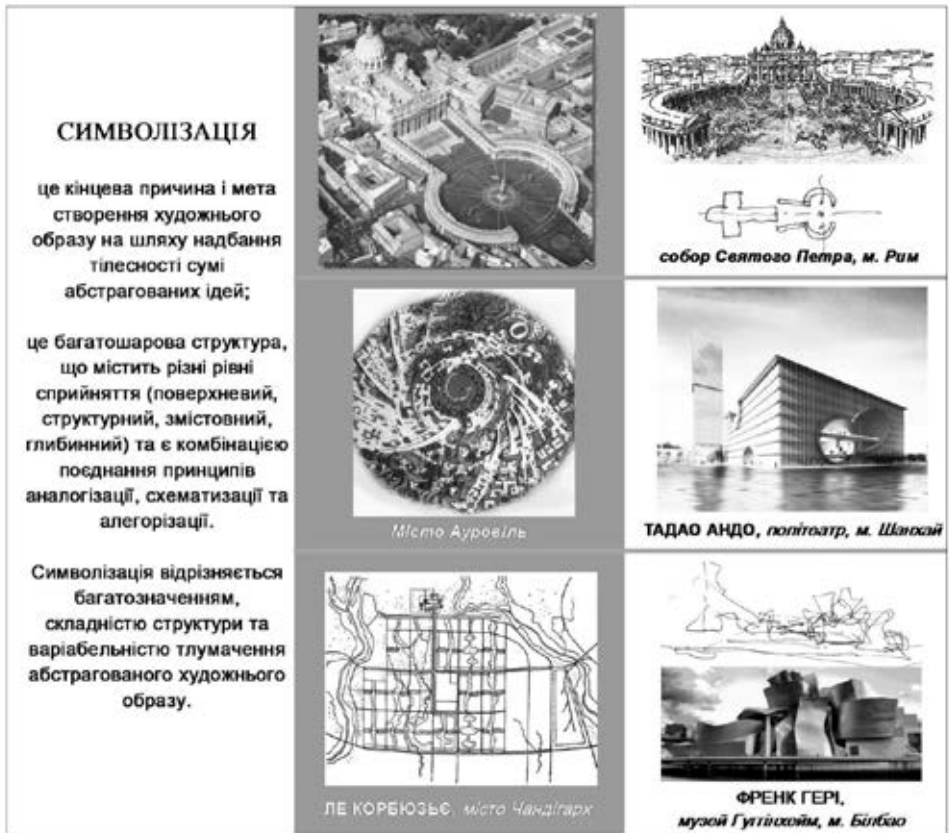 СИМВОЛІЗАЦІЯ
це кінцева причина і мета
створення художнього
образу на шляху надбання
тілесності сумі
абстрагованих ідей;
це багатошарова структура,
що містить різні рівні
сприйняття (поверхневий,
структурний, змістовний,
глибинний) та є комбінацією
поєднання принципів
аналогізації, схематизації та
алегорізації.
Символізація відрізняється
багатозначенням,
складністю структури та
варіабельністю тлумачення
абстрагованого художнього
образу.
собор Святого Петра, м. Рим
Місто Ауровіль
ТАДАО АНДО, політеатр, м. Шанхай
ЛЕ КОРБЮЗЬЄ, місто Чандігарх
ФРЕНК ГЕРІ,
музей Гуггінхойм, м. Білбао